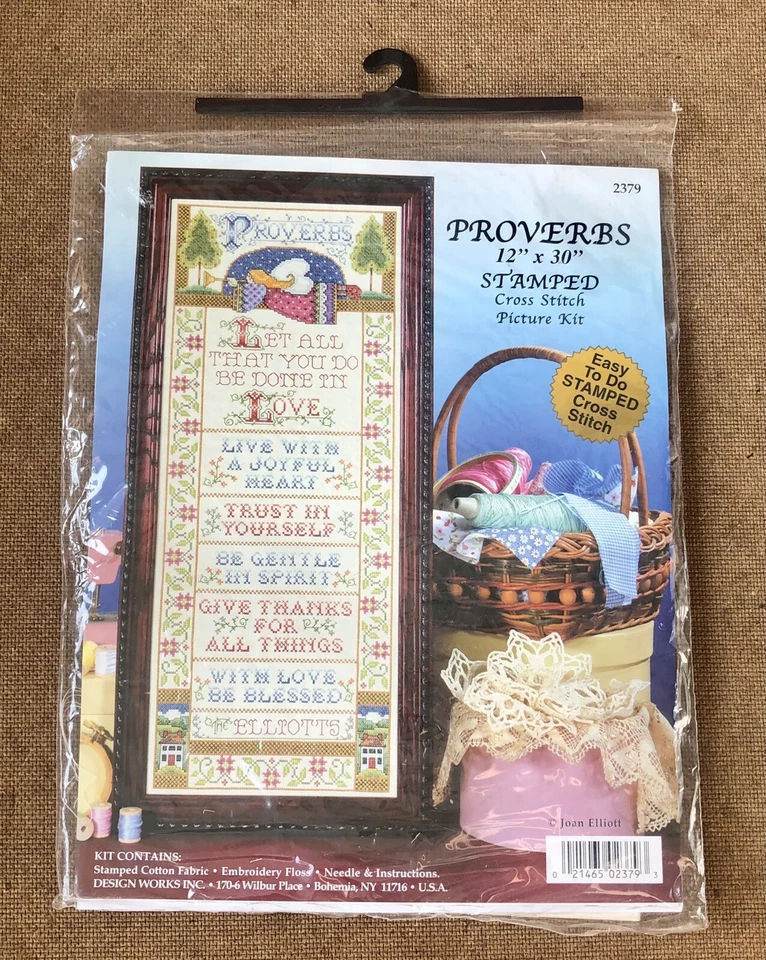 2379
PROVERBS
12" x 30"
STAMPED
Cross Stitch
Picture Kit
Easy
To Do
STAMPED
Cross
Stitch
PROVERBS
LET ALL
THAT YOU DO
BE DONE IN
LOVE
LIVE WITH
A JOYFUL
HEART
TRUST IN
YOURSELF
BE GENTLE
IN SPIRIT
GIVE THANKS
FOR
ALL THINGS
WITH LOVE
BE BLESSED
THE ELLIOTTS
© Joan Elliott
KIT CONTAINS:
Stamped Cotton Fabric • Embroidery Floss • Needle & Instructions.
DESIGN WORKS INC. • 170-6 Wilbur Place • Bohemia, NY 11716 • U.S.A.
0 21465 02379 3